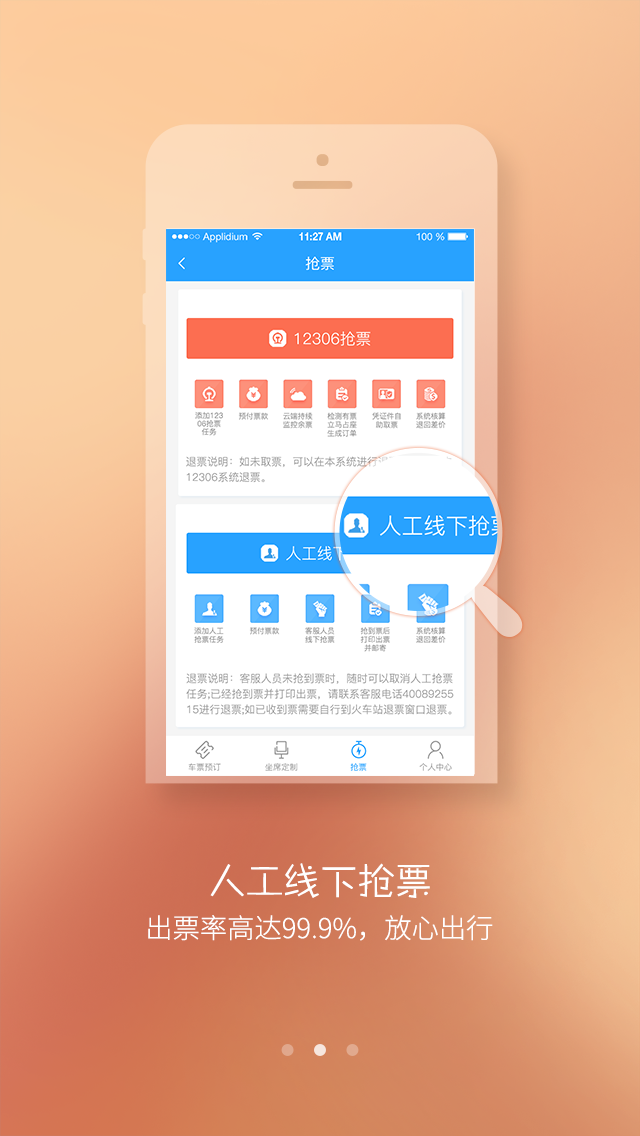 Applidium 11:27 AM 100 %
抢票
12306抢票
添加123 预付票款 云端持续 检测有票 凭证件自 系统核算
06抢票 监控余票 立马占座 助取票 退回差价
任务 生成订单
退票说明：如未取票，可以在本系统进行
12306系统退票。
人工线下抢票
人工线下
添加人工 预付票款 客服人员 抢到票后 系统核算
抢票任务 线下抢票 打印出票 退回差价
并邮寄
退票说明：客服人员未抢到票时，随时可以取消人工抢票
任务;已经抢到票并打印出票，请联系客服电话40089255
15进行退票;如已收到票需要自行到火车站退票窗口退票。
车票预订 坐席定制 抢票 个人中心
人工线下抢票
出票率高达99.9%，放心出行